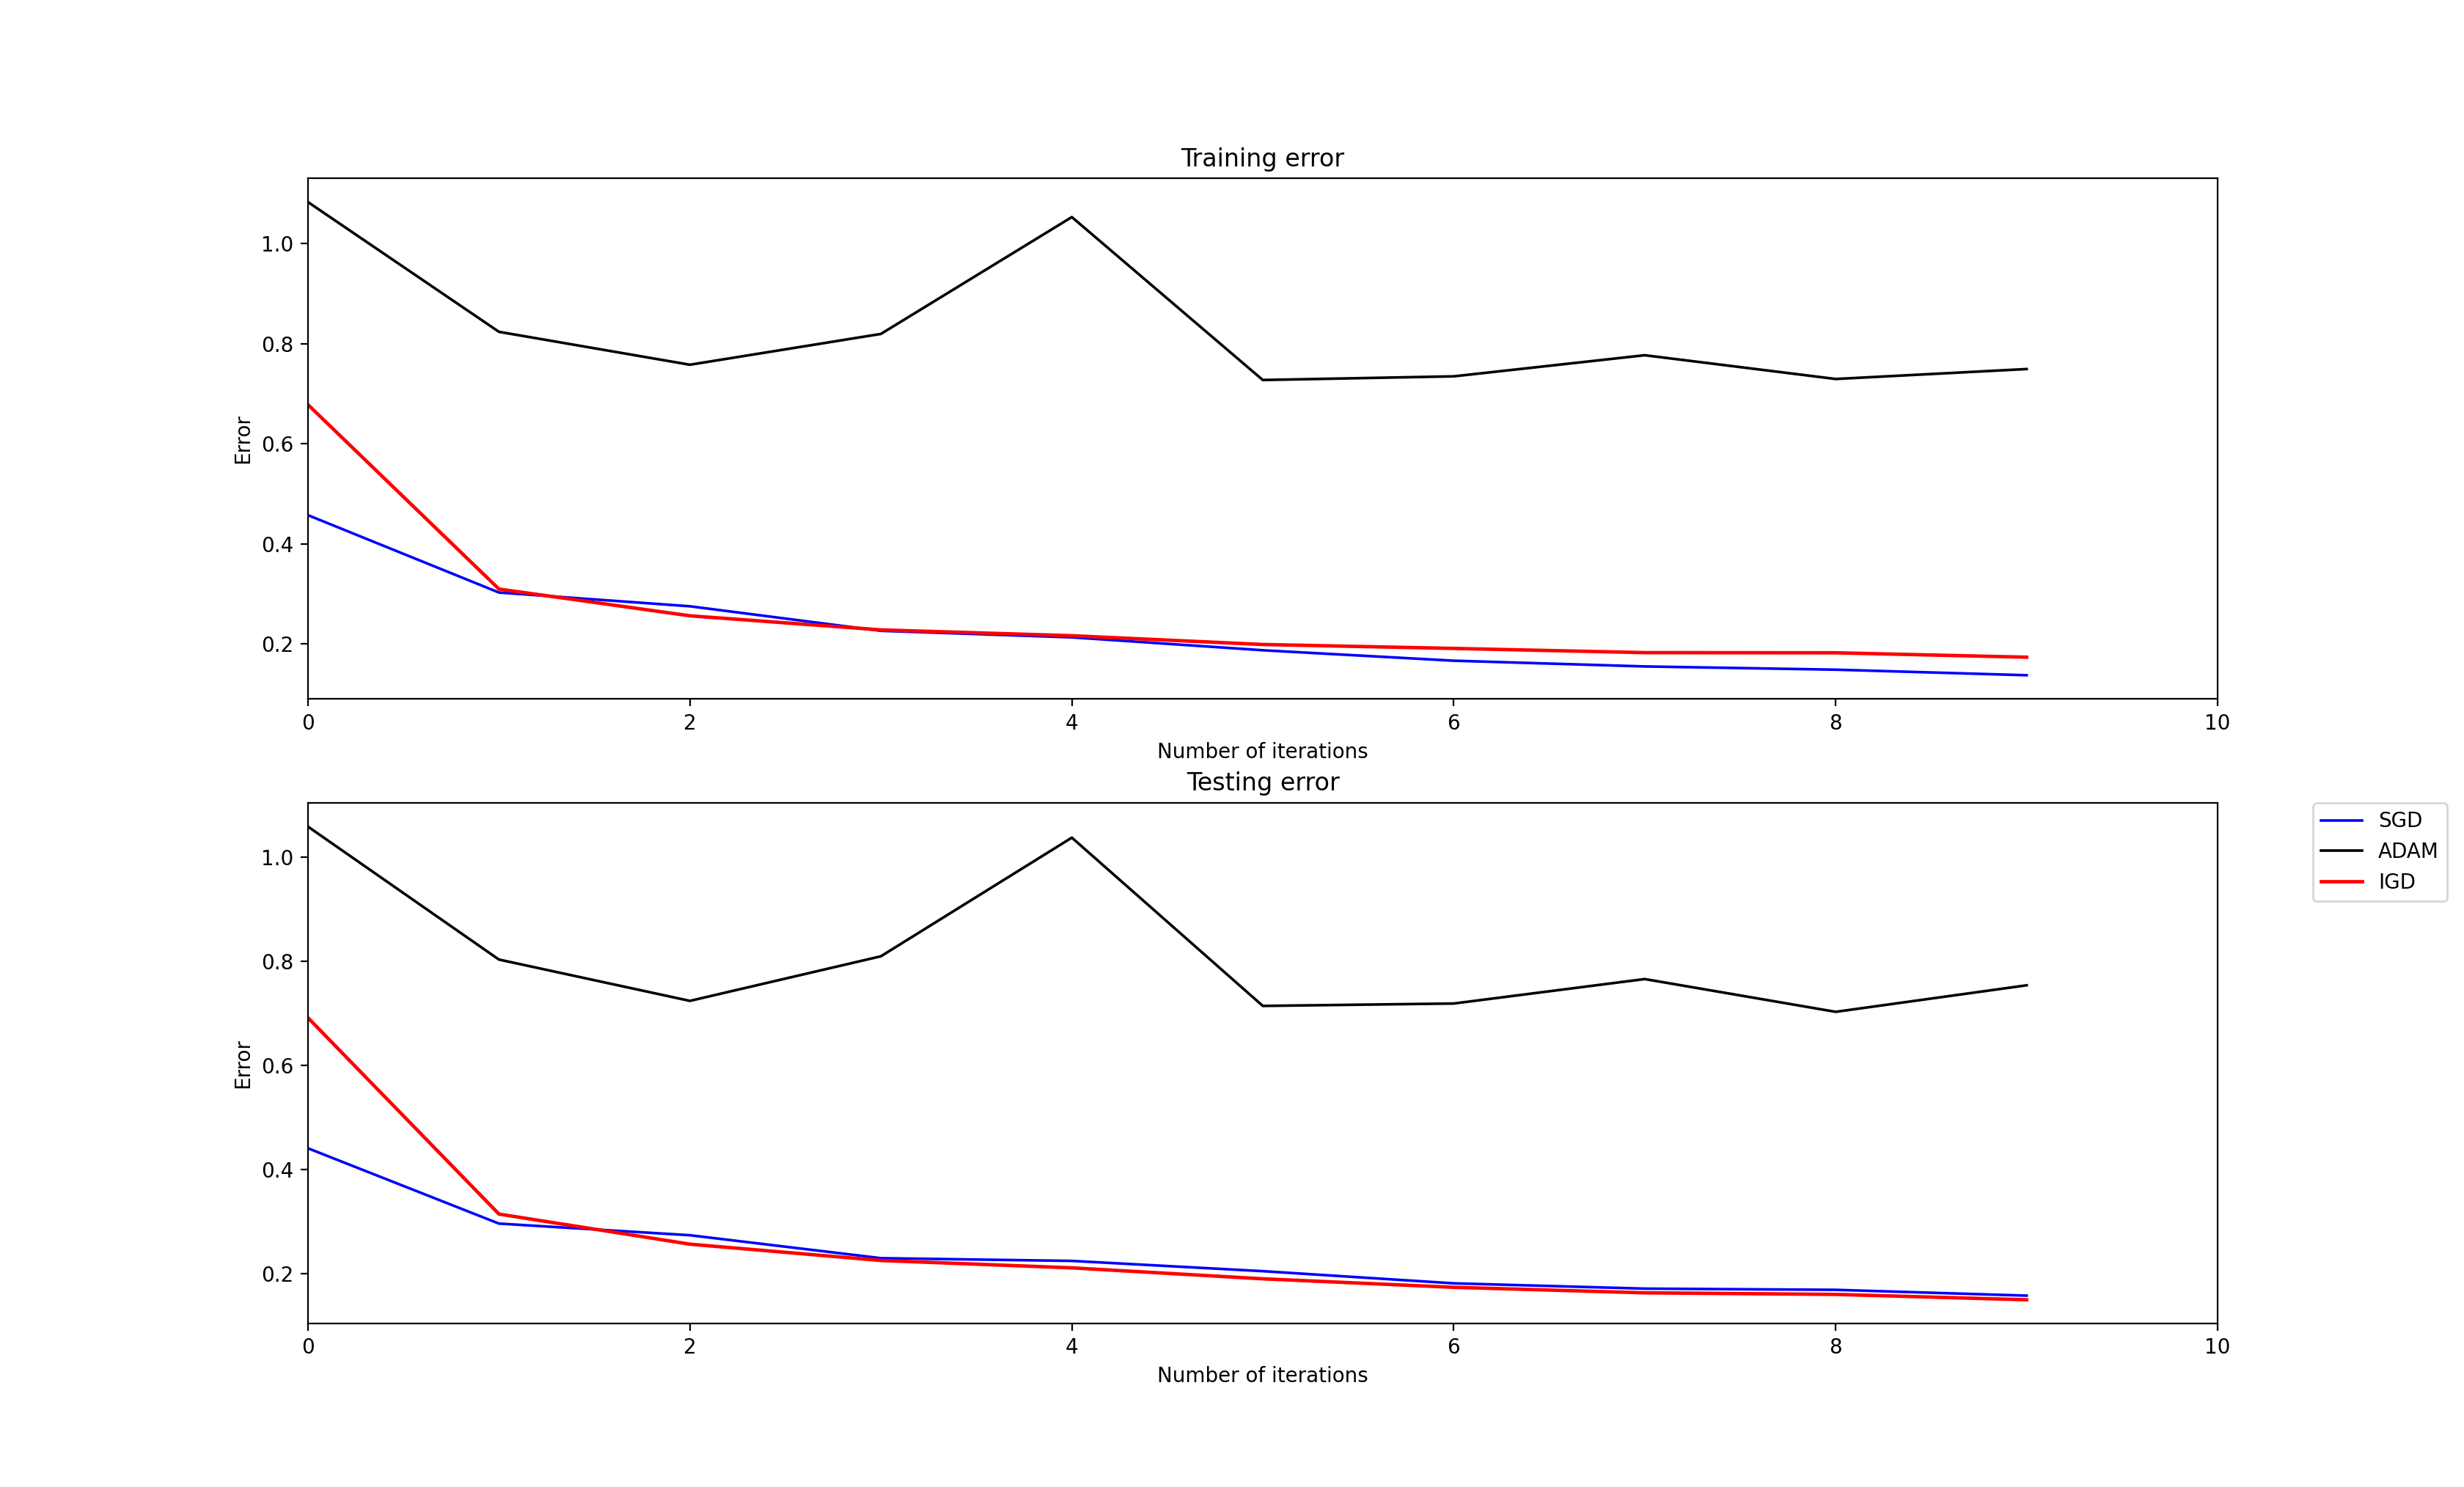 Training error
1.0
0.8
0.6
0.4
0.2
Error
0 2 4 6 8 10
Number of iterations
Testing error
1.0
0.8
0.6
0.4
0.2
Error
0 2 4 6 8 10
Number of iterations
SGD
ADAM
IGD